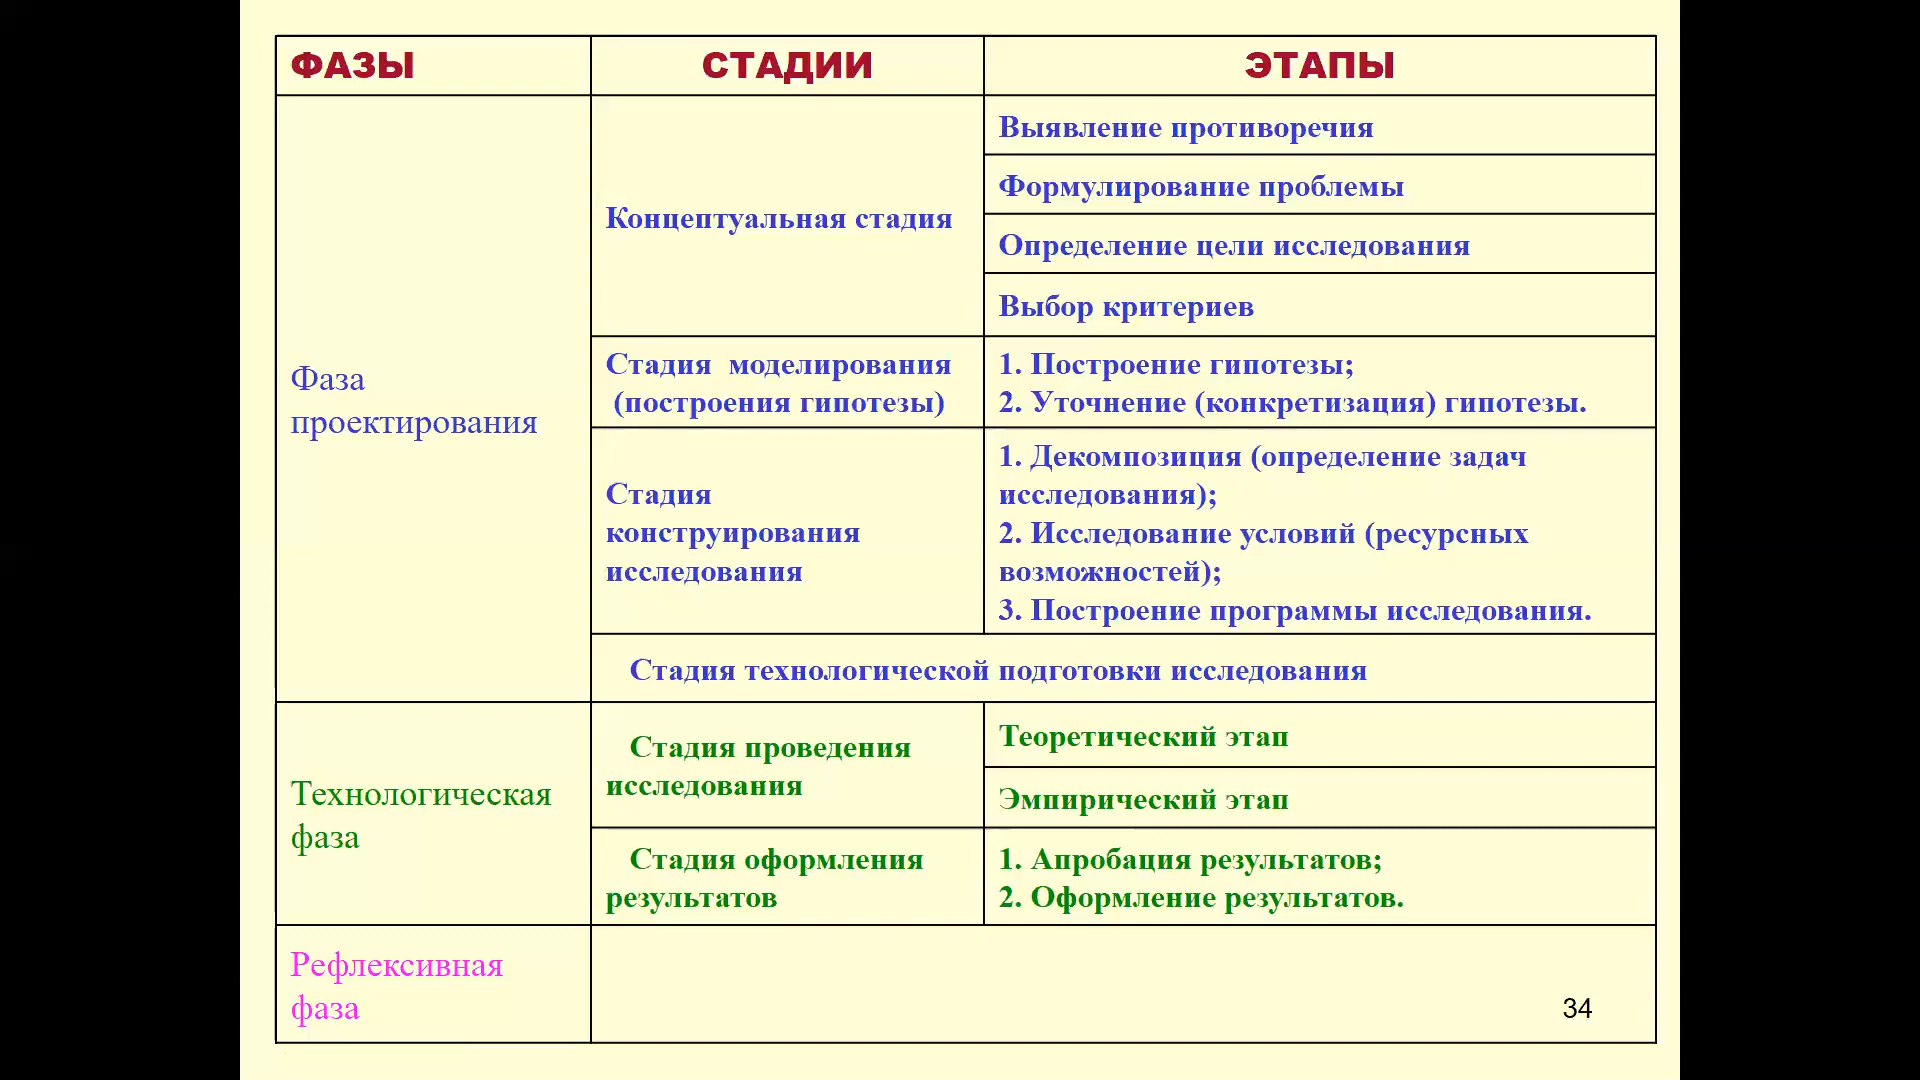 ФАЗЫ
СТАДИИ
ЭТАПЫ
Фаза
проектирования
Концептуальная стадия
Выявление противоречия
Формулирование проблемы
Определение цели исследования
Выбор критериев
Стадия моделирования
(построения гипотезы)
1. Построение гипотезы;
2. Уточнение (конкретизация) гипотезы.
Стадия
конструирования
исследования
1. Декомпозиция (определение задач
исследования);
2. Исследование условий (ресурсных
возможностей);
3. Построение программы исследования.
Стадия технологической подготовки исследования
Технологическая
фаза
Стадия проведения
исследования
Теоретический этап
Эмпирический этап
Стадия оформления
результатов
1. Апробация результатов;
2. Оформление результатов.
Рефлексивная
фаза
34